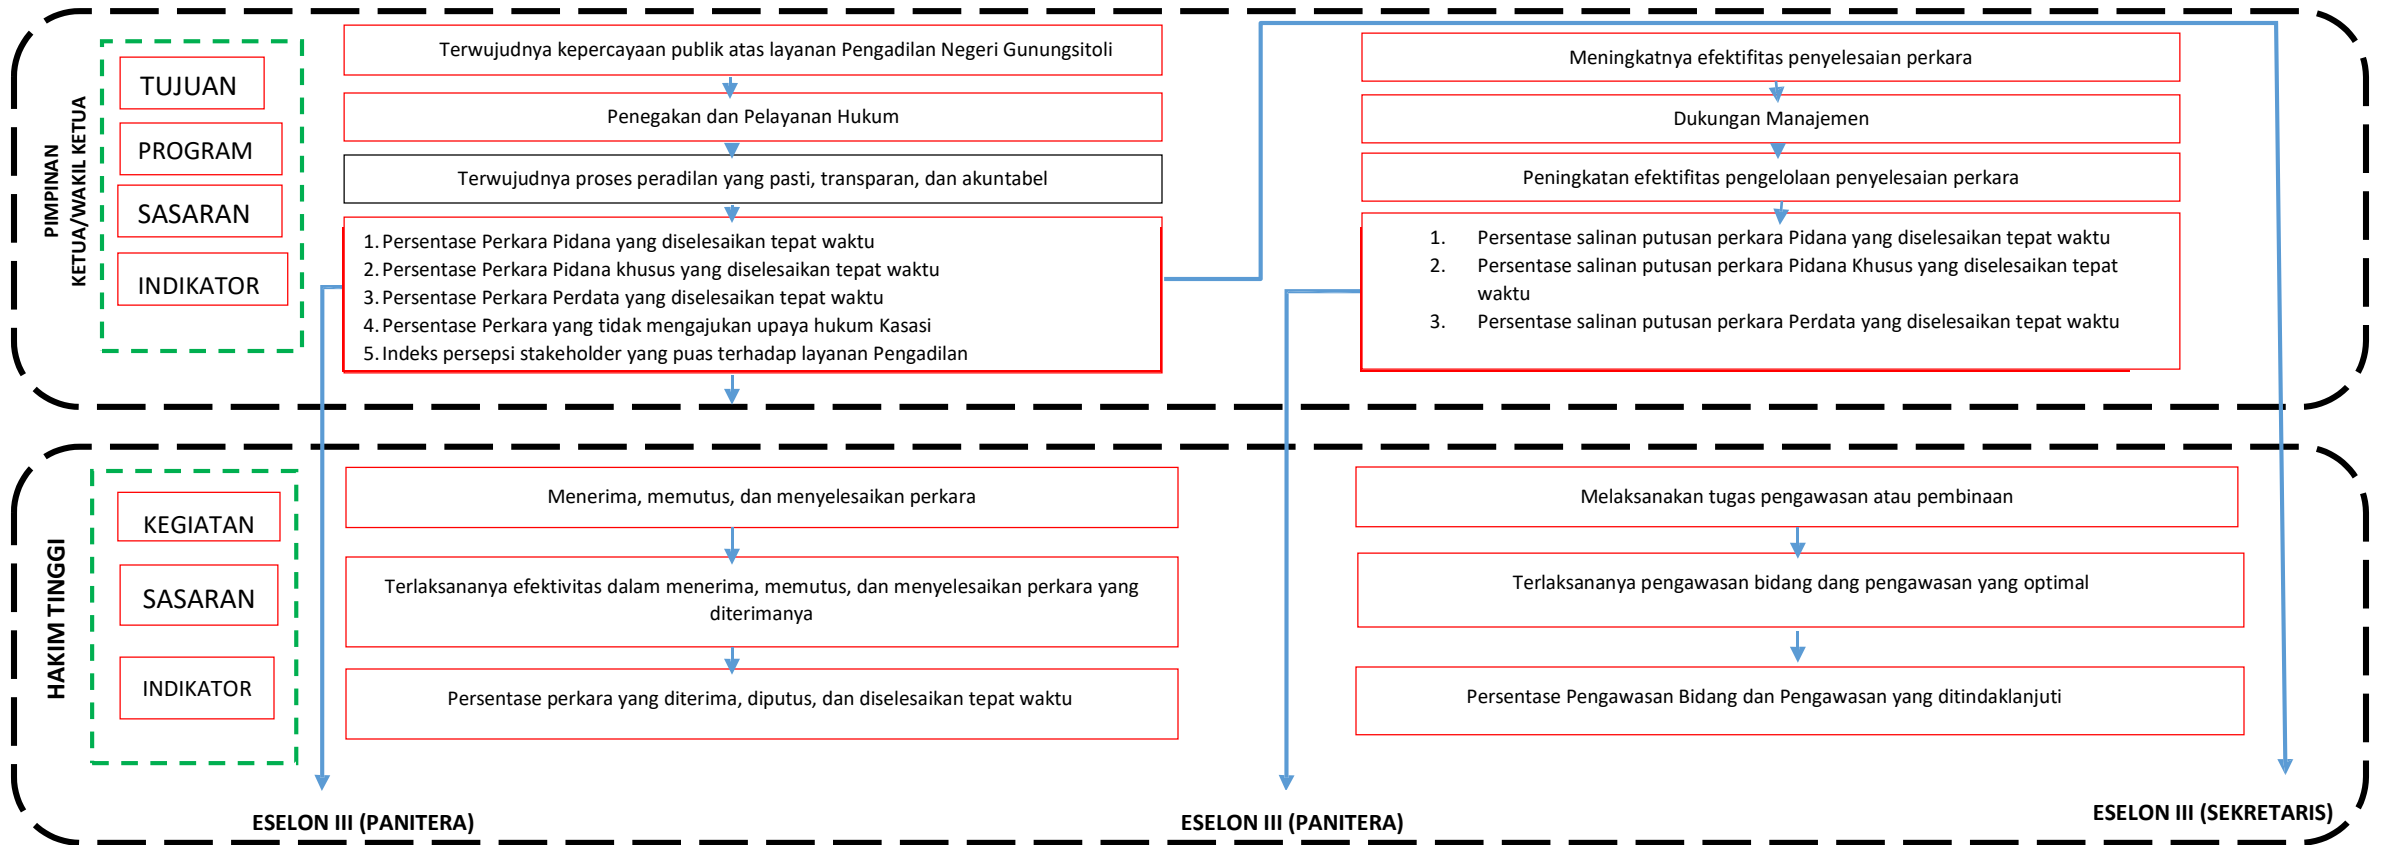 PIMPINAN
KETUA/WAKIL KETUA
TUJUAN
PROGRAM
SASARAN
INDIKATOR
Terwujudnya kepercayaan publik atas layanan Pengadilan Negeri Gunungsitoli
Penegakan dan Pelayanan Hukum
Terwujudnya proses peradilan yang pasti, transparan, dan akuntabel
1. Persentase Perkara Pidana yang diselesaikan tepat waktu
2. Persentase Perkara Pidana khusus yang diselesaikan tepat waktu
3. Persentase Perkara Perdata yang diselesaikan tepat waktu
4. Persentase Perkara yang tidak mengajukan upaya hukum Kasasi
5. Indeks persepsi stakeholder yang puas terhadap layanan Pengadilan
Meningkatnya efektifitas penyelesaian perkara
Dukungan Manajemen
Peningkatan efektifitas pengelolaan penyelesaian perkara
1. Persentase salinan putusan perkara Pidana yang diselesaikan tepat waktu
2. Persentase salinan putusan perkara Pidana Khusus yang diselesaikan tepat
waktu
3. Persentase salinan putusan perkara Perdata yang diselesaikan tepat waktu
HAKIM TINGGI
KEGIATAN
SASARAN
INDIKATOR
Menerima, memutus, dan menyelesaikan perkara
Terlaksananya efektivitas dalam menerima, memutus, dan menyelesaikan perkara yang
diterimanya
Persentase perkara yang diterima, diputus, dan diselesaikan tepat waktu
Melaksanakan tugas pengawasan atau pembinaan
Terlaksananya pengawasan bidang dang pengawasan yang optimal
Persentase Pengawasan Bidang dan Pengawasan yang ditindaklanjuti
ESELON III (PANITERA)
ESELON III (PANITERA)
ESELON III (SEKRETARIS)